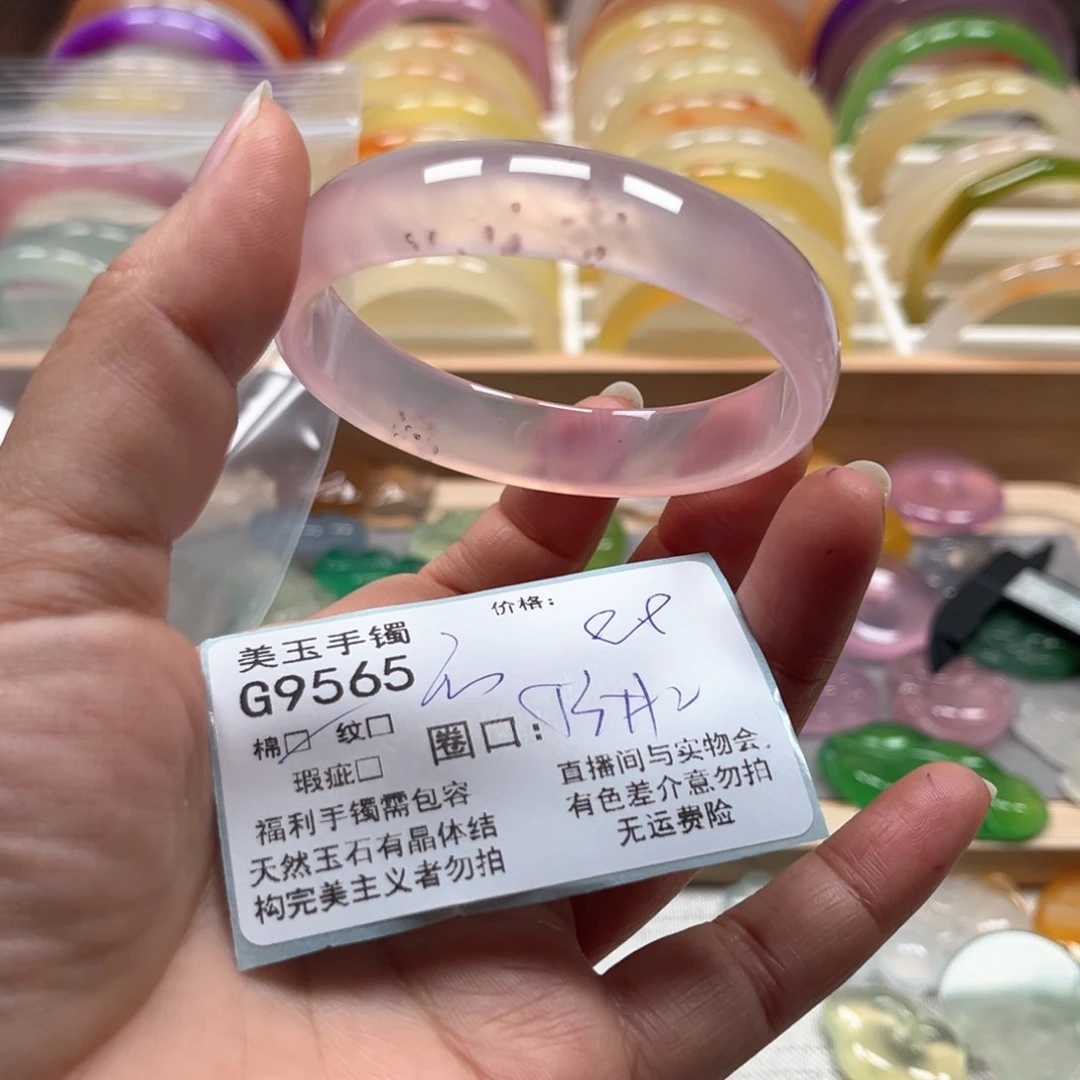 价格:
美玉手镯
G9565
棉☑ 纹□
圈口:
瑕疵□
福利手镯需包容
天然玉石有晶体结
构完美主义者勿拍
直播间与实物会
有色差介意勿拍
无运费险